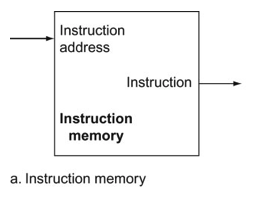 Instruction
address
Instruction
Instruction
memory
a. Instruction memory